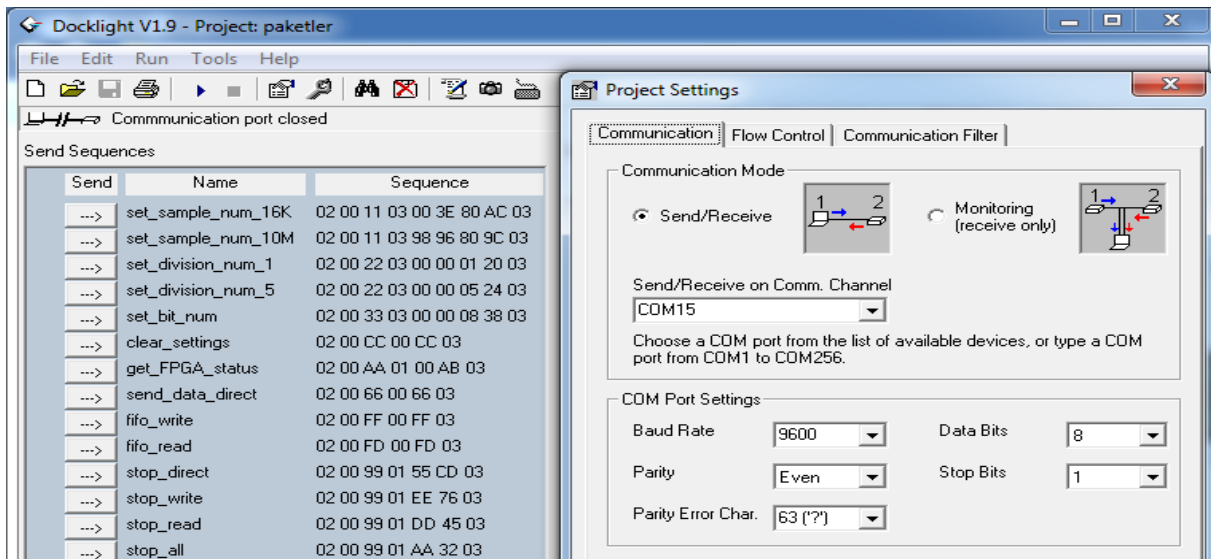 Docklight V1.9 - Project: paketler
File Edit Run Tools Help
Commmunication port closed
Send Sequences
Send Name Sequence
---> set_sample_num_16K 02 00 11 03 00 3E 80 AC 03
---> set_sample_num_10M 02 00 11 03 98 96 80 9C 03
---> set_division_num_1 02 00 22 03 00 00 01 20 03
---> set_division_num_5 02 00 22 03 00 00 05 24 03
---> set_bit_num 02 00 33 03 00 00 08 38 03
---> clear_settings 02 00 CC 00 CC 03
---> get_FPGA_status 02 00 AA 01 00 AB 03
---> send_data_direct 02 00 66 00 66 03
---> fifo_write 02 00 FF 00 FF 03
---> fifo_read 02 00 FD 00 FD 03
---> stop_direct 02 00 99 01 55 CD 03
---> stop_write 02 00 99 01 EE 76 03
---> stop_read 02 00 99 01 DD 45 03
---> stop_all 02 00 99 01 AA 32 03
Project Settings
Communication Flow Control Communication Filter
Communication Mode
Send/Receive
1 2
Monitoring
(receive only)
1 2
Send/Receive on Comm. Channel
COM15
Choose a COM port from the list of available devices, or type a COM
port from COM1 to COM256.
COM Port Settings
Baud Rate 9600 Data Bits 8
Parity Even Stop Bits 1
Parity Error Char. 63 ('?')